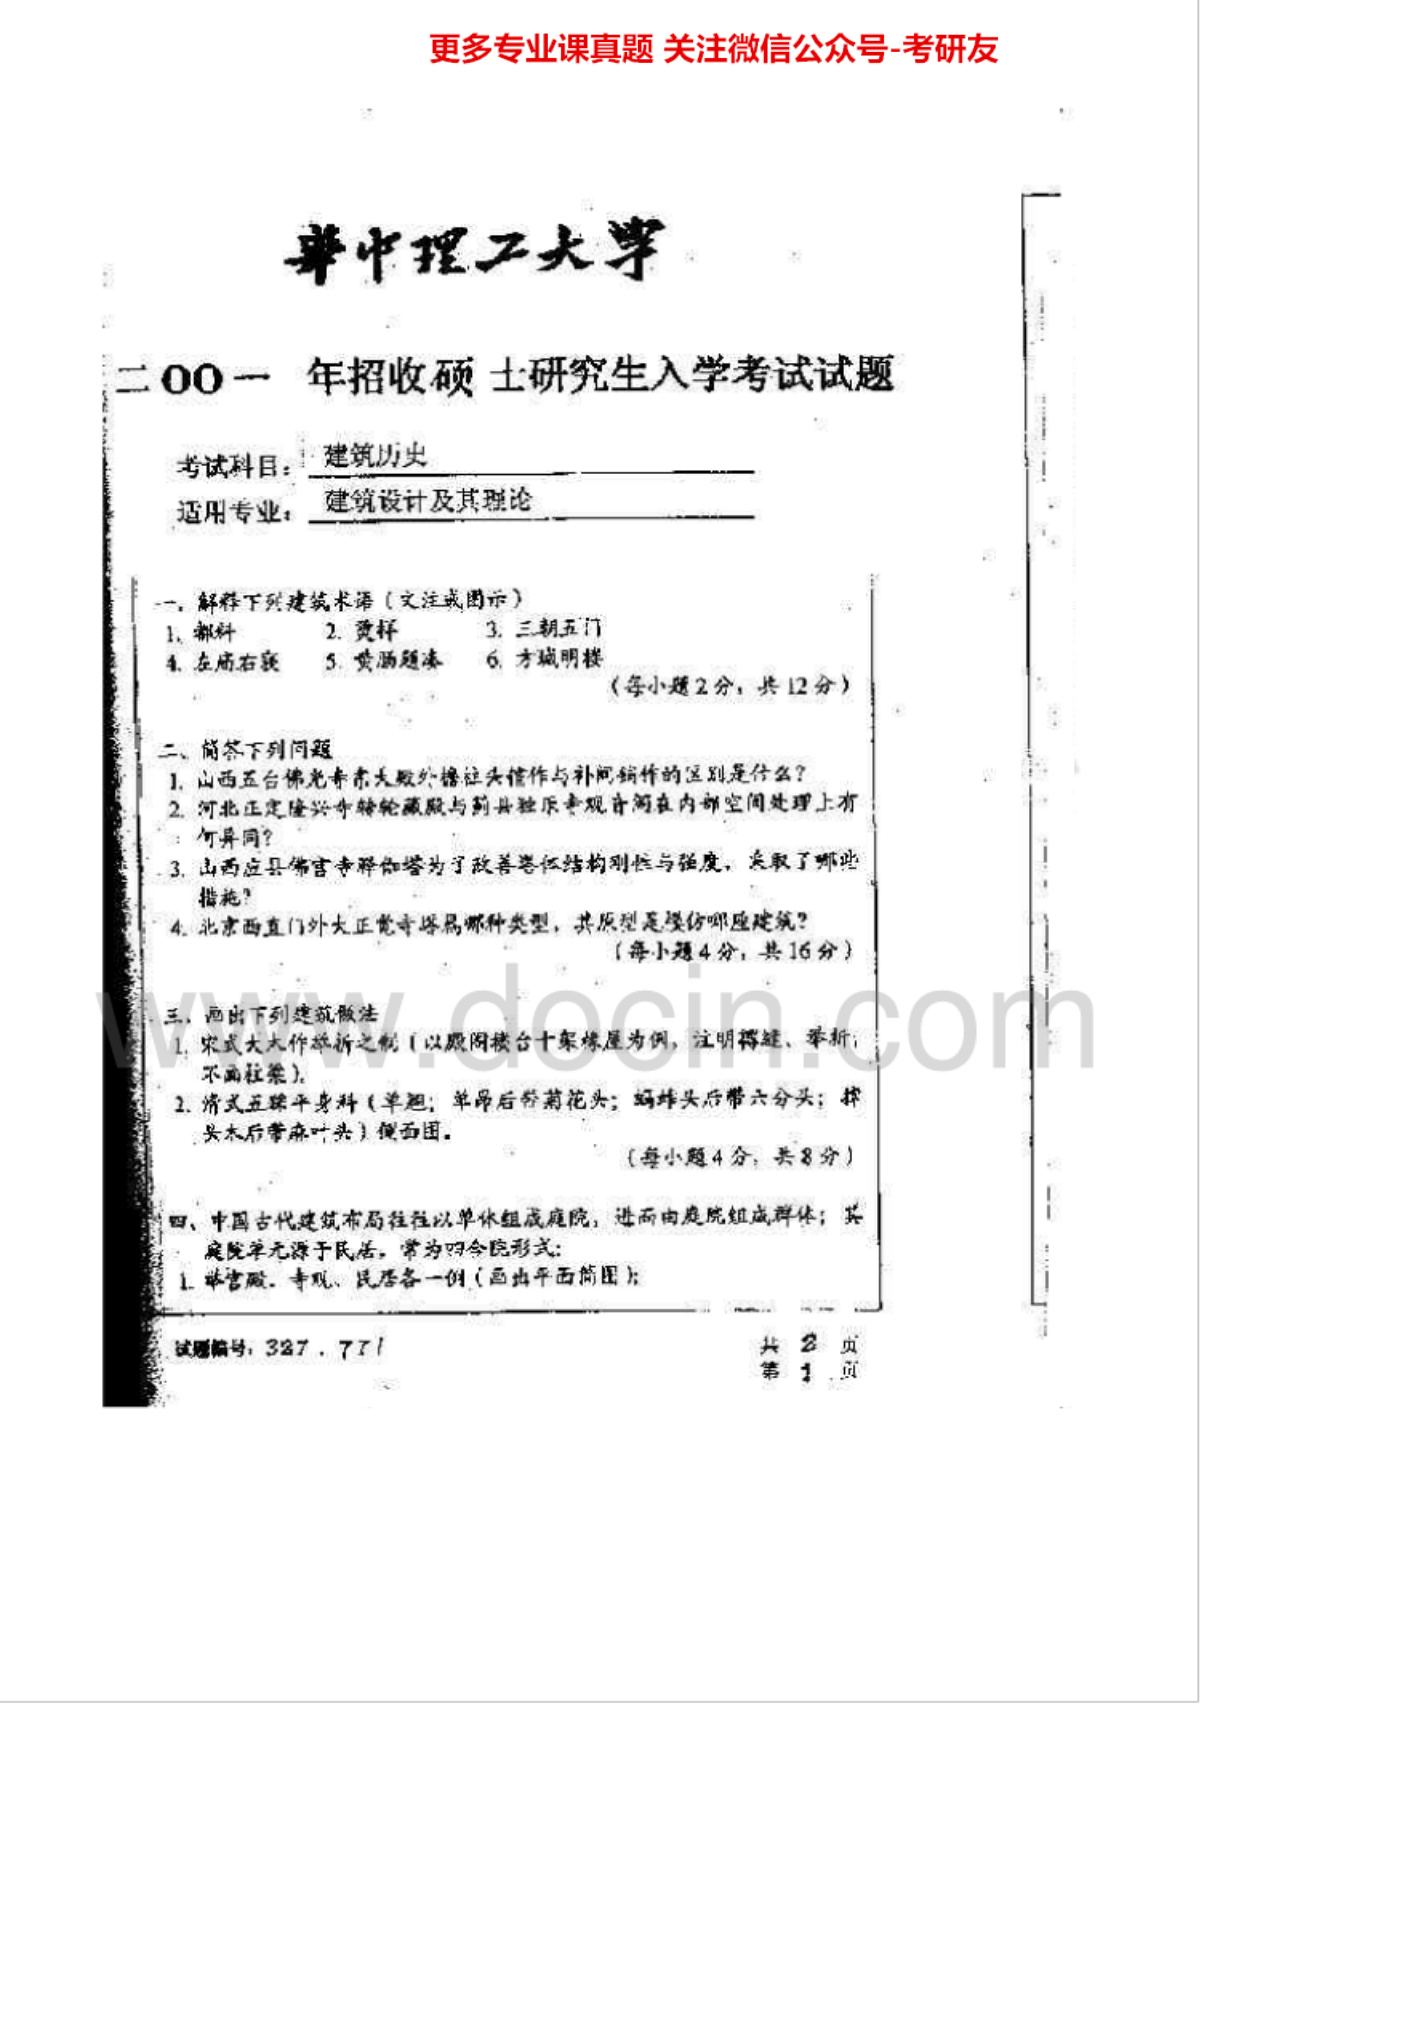 更多专业课真题 关注微信公众号-考研友
華中理工大学
二00一 年招收硕 士研究生入学考试试题
考试科目: 建筑历史
适用专业: 建筑设计及其理论
一、解释下列建筑术语（文注或图示）
1. 都料 2. 烫样 3. 三朝五门
4. 左庙右寝 5. 黄肠题凑 6. 方城明楼
（每小题2分，共12分）
二、简答下列问题
1. 山西五台佛光寺东大殿外檐柱头铺作与补间铺作的区别是什么？
2. 河北正定隆兴寺转轮藏殿与蓟县独乐寺观音阁在内部空间处理上有
何异同？
3. 山西应县佛宫寺释伽塔为了改善整体结构刚性与强度，采取了哪些
措施？
4. 北京西直门外大正觉寺塔属哪种类型，其原型是模仿哪座建筑？
（每小题4分，共16分）
www.docin.com
三、画出下列建筑做法
1. 宋式大木作举折之制（以殿阁楼台十架椽屋为例，注明槫缝、举折；
不画柱梁）。
2. 清式五踩平身科（单翘；单昂后带菊花头；蚂蚱头后带六分头；撑
头木后带麻叶头）侧面图。
（每小题4分，共8分）
四、中国古代建筑布局往往以单体组成庭院，进而由庭院组成群体；其
庭院单元源于民居，常为四合院形式：
1. 举宫殿、寺观、民居各一例（画出平面简图）；
试题编号: 327.771
共 2 页
第 1 页